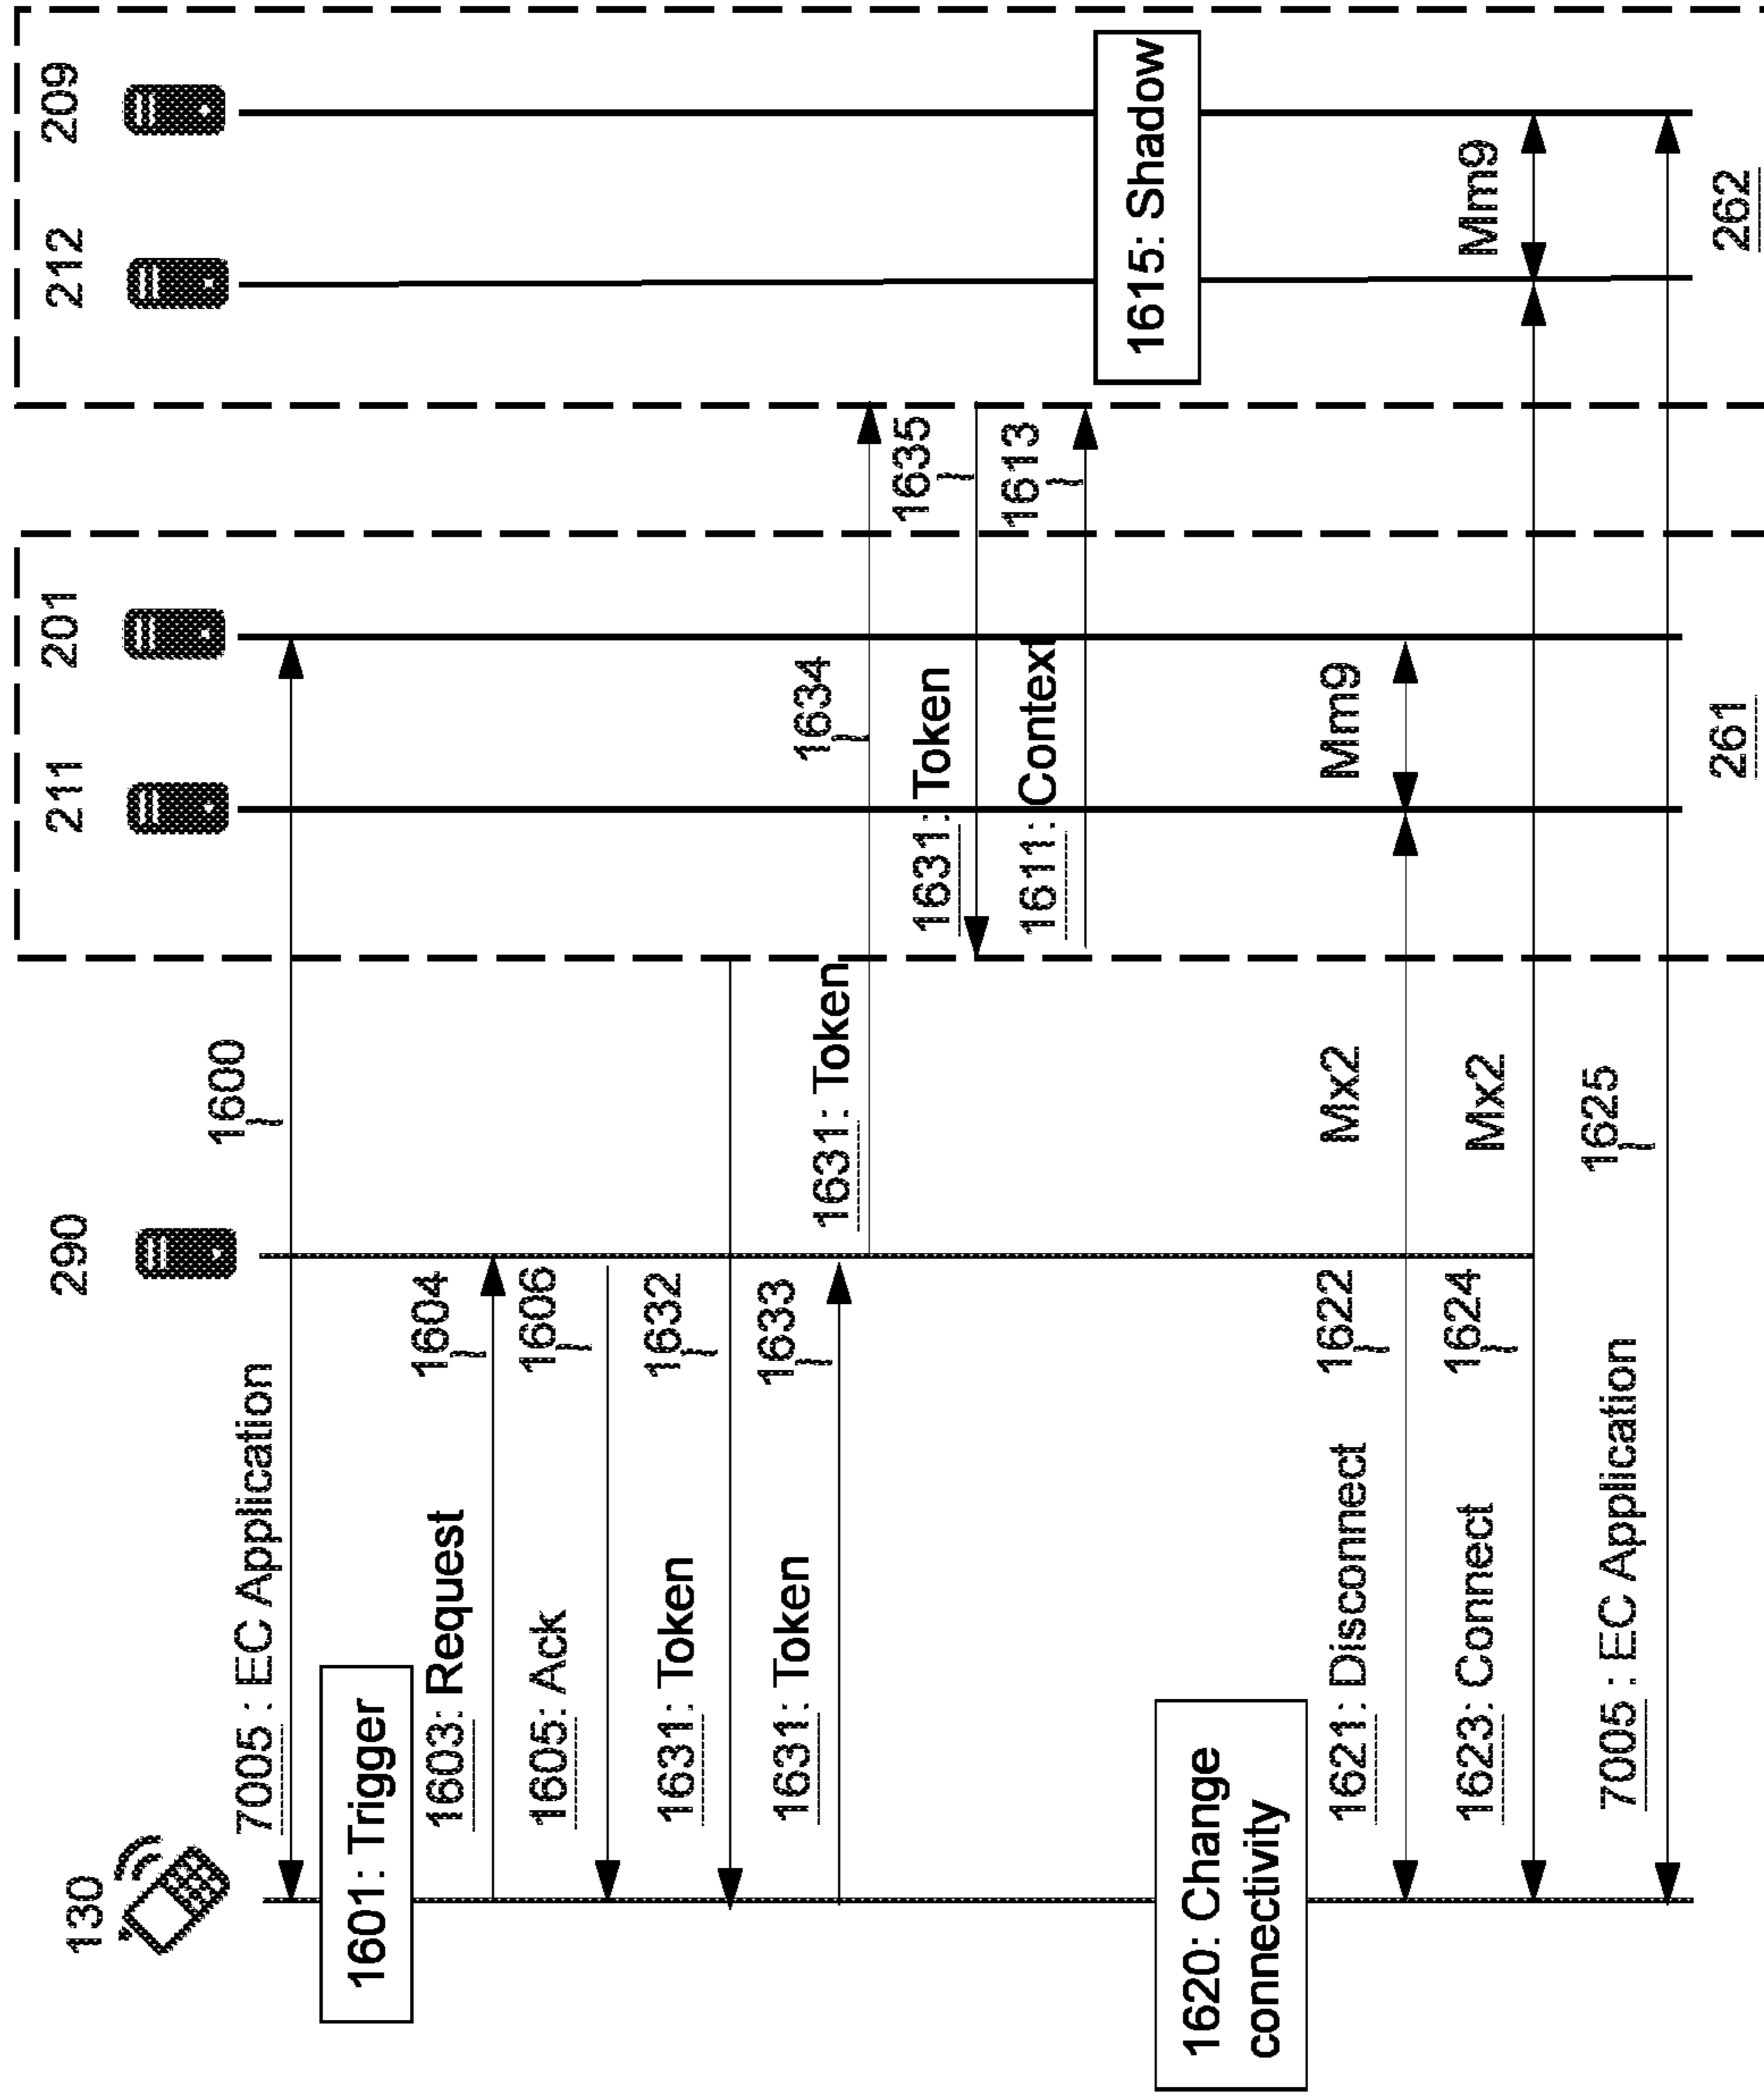 130
290
211
201
212
209
7005 : EC Application
1600
1601: Trigger
1603: Request
1604
1605: Ack
1606
1631: Token
1632
1631: Token
1633
1631: Token
1634
1631: Token
1635
1611: Context
1613
1615: Shadow
1620: Change
connectivity
1621: Disconnect
1622
Mx2
Mm9
1623: Connect
1624
Mx2
Mm9
7005 : EC Application
1625
261
262